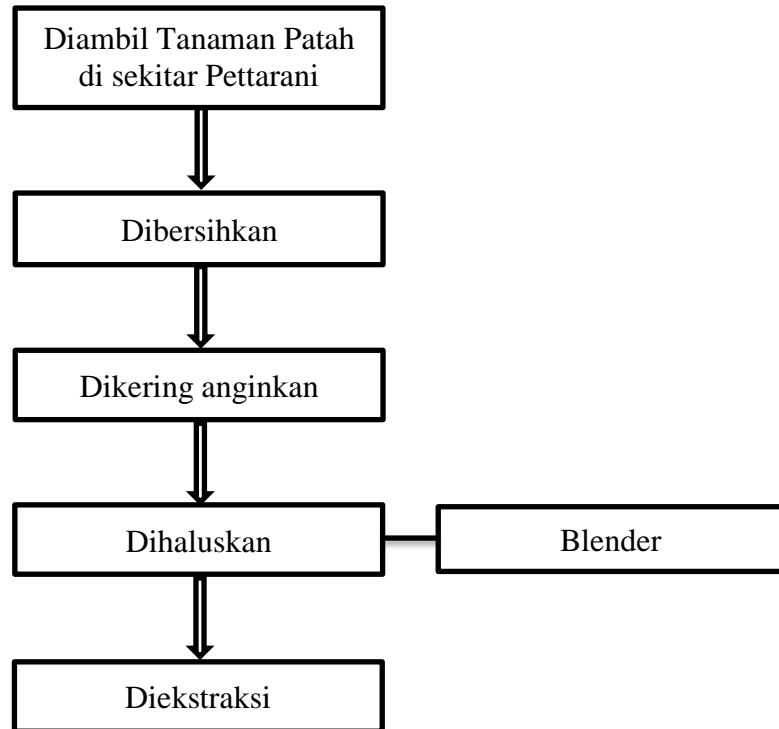 Diambil Tanaman Patah
di sekitar Pettarani
Dibersihkan
Dikering anginkan
Dihaluskan
Blender
Diekstraksi